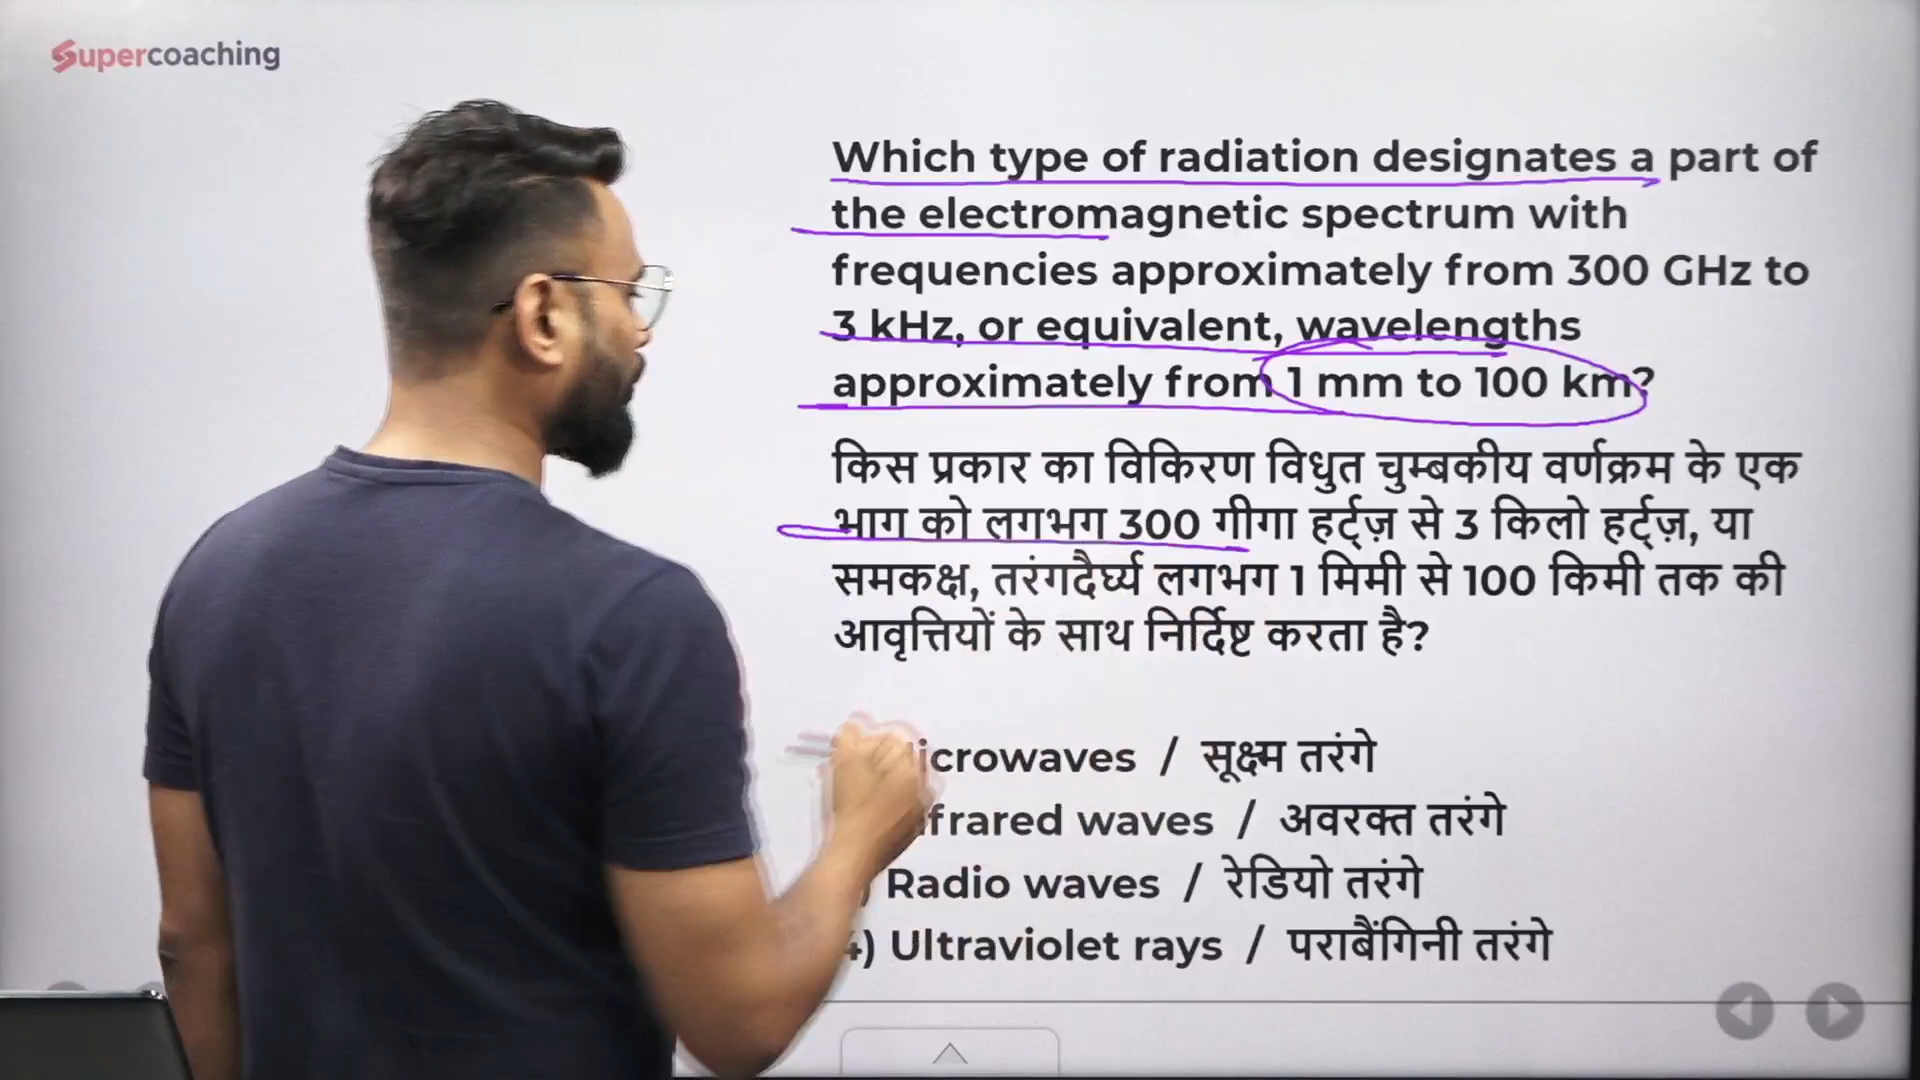 Supercoaching
Which type of radiation designates a part of
the electromagnetic spectrum with
frequencies approximately from 300 GHz to
3 kHz, or equivalent, wavelengths
approximately from 1 mm to 100 km?
किस प्रकार का विकिरण विधुत चुम्बकीय वर्णक्रम के एक
भाग को लगभग 300 गीगा हर्ट्ज़ से 3 किलो हर्ट्ज़, या
समकक्ष, तरंगदैर्घ्य लगभग 1 मिमी से 100 किमी तक की
आवृत्तियों के साथ निर्दिष्ट करता है?
icrowaves / सूक्ष्म तरंगे
frared waves / अवरक्त तरंगे
) Radio waves / रेडियो तरंगे
4) Ultraviolet rays / पराबैंगिनी तरंगे